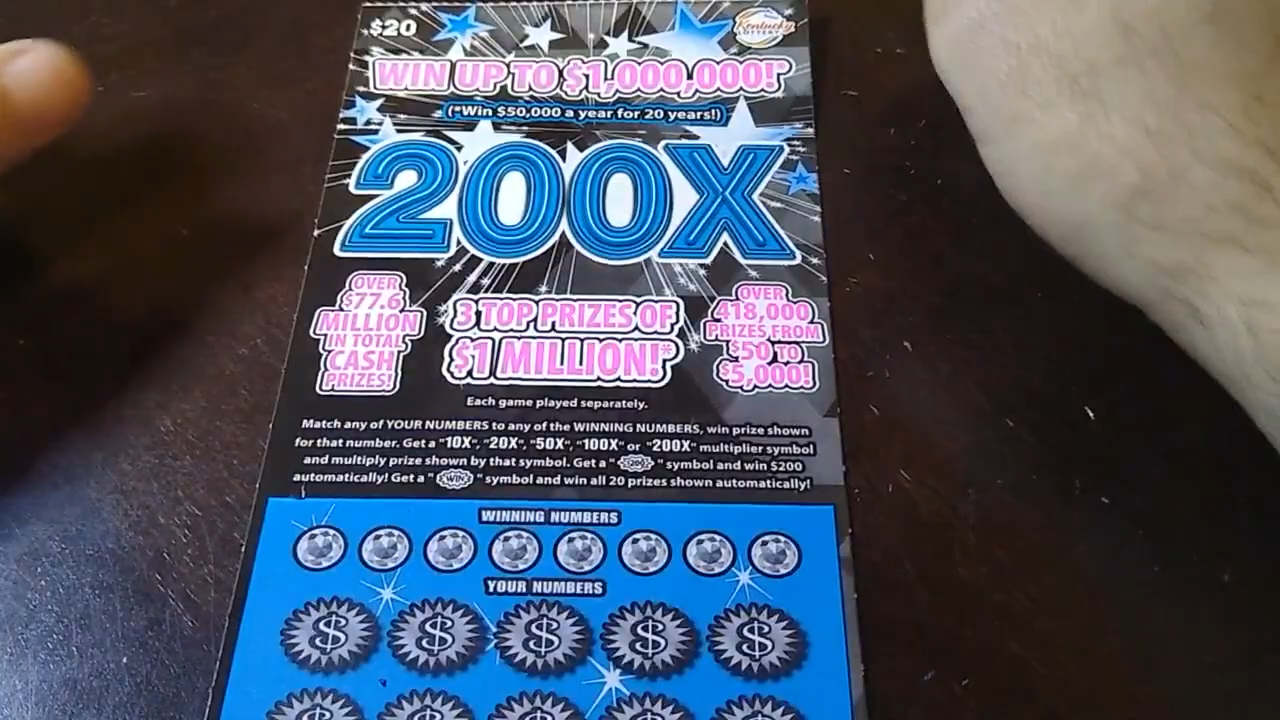 $20
Kentucky
LOTTERY
WIN UP TO $1,000,000!*
(*Win $50,000 a year for 20 years!)
200X
OVER
$77.6
MILLION
IN TOTAL
CASH
PRIZES!
3 TOP PRIZES OF
$1 MILLION!*
OVER
418,000
PRIZES FROM
$50 TO
$5,000!
Each game played separately.
Match any of YOUR NUMBERS to any of the WINNING NUMBERS, win prize shown
for that number. Get a "10X", "20X", "50X", "100X" or "200X" multiplier symbol
and multiply prize shown by that symbol. Get a " " symbol and win $200
automatically! Get a " WIN " symbol and win all 20 prizes shown automatically!
WINNING NUMBERS
YOUR NUMBERS
$ $ $ $ $
$ $ $ $ $